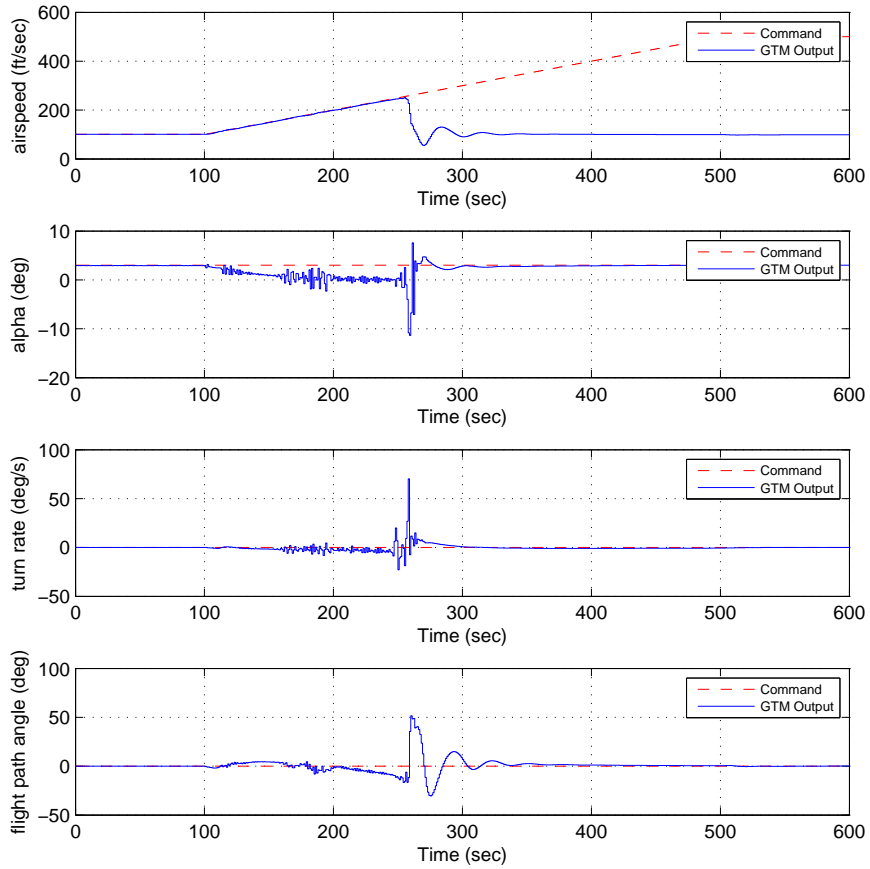 airspeed (ft/sec)
600
400
200
0
Command
GTM Output
0
100
200
300
400
500
600
Time (sec)
alpha (deg)
10
0
−10
−20
Command
GTM Output
0
100
200
300
400
500
600
Time (sec)
turn rate (deg/s)
100
50
0
−50
Command
GTM Output
0
100
200
300
400
500
600
Time (sec)
flight path angle (deg)
100
50
0
−50
Command
GTM Output
0
100
200
300
400
500
600
Time (sec)